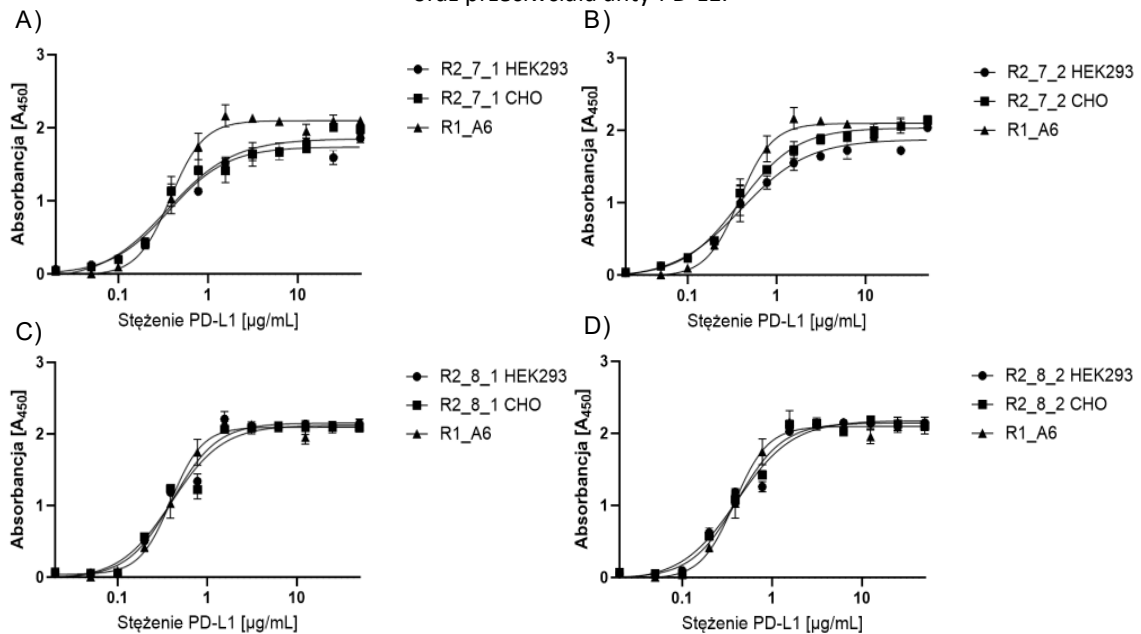 oraz przeciwciała anty-PD-L1.
A)
3
2
1
0
Absorbancja [A450]
0.1 1 10
Stężenie PD-L1 [µg/mL]
R2_7_1 HEK293
R2_7_1 CHO
R1_A6
B)
3
2
1
0
Absorbancja [A450]
0.1 1 10
Stężenie PD-L1 [µg/mL]
R2_7_2 HEK293
R2_7_2 CHO
R1_A6
C)
3
2
1
0
Absorbancja [A450]
0.1 1 10
Stężenie PD-L1 [µg/mL]
R2_8_1 HEK293
R2_8_1 CHO
R1_A6
D)
3
2
1
0
Absorbancja [A450]
0.1 1 10
Stężenie PD-L1 [µg/mL]
R2_8_2 HEK293
R2_8_2 CHO
R1_A6